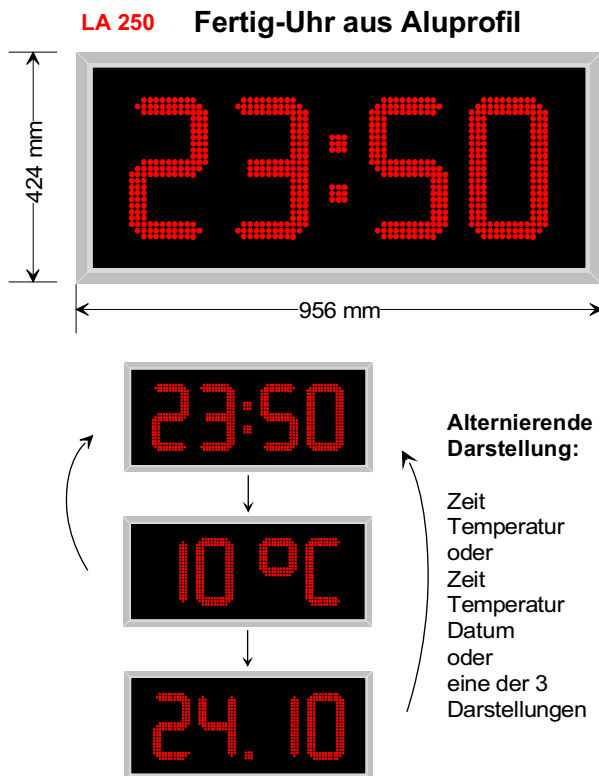 LA 250 Fertig-Uhr aus Aluprofil
23:50
424 mm
956 mm
23:50
10 °C
24. 10
Alternierende
Darstellung:
Zeit
Temperatur
oder
Zeit
Temperatur
Datum
oder
eine der 3
Darstellungen